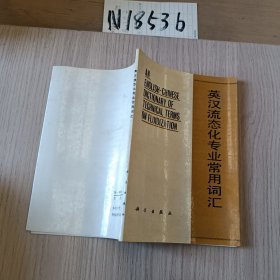 N18536
AN
ENGLISH-CHINESE
DICTIONARY OF
TECHNICAL TERMS
IN FLUIDIZATION
英汉流态化专业常用词汇
科学出版社